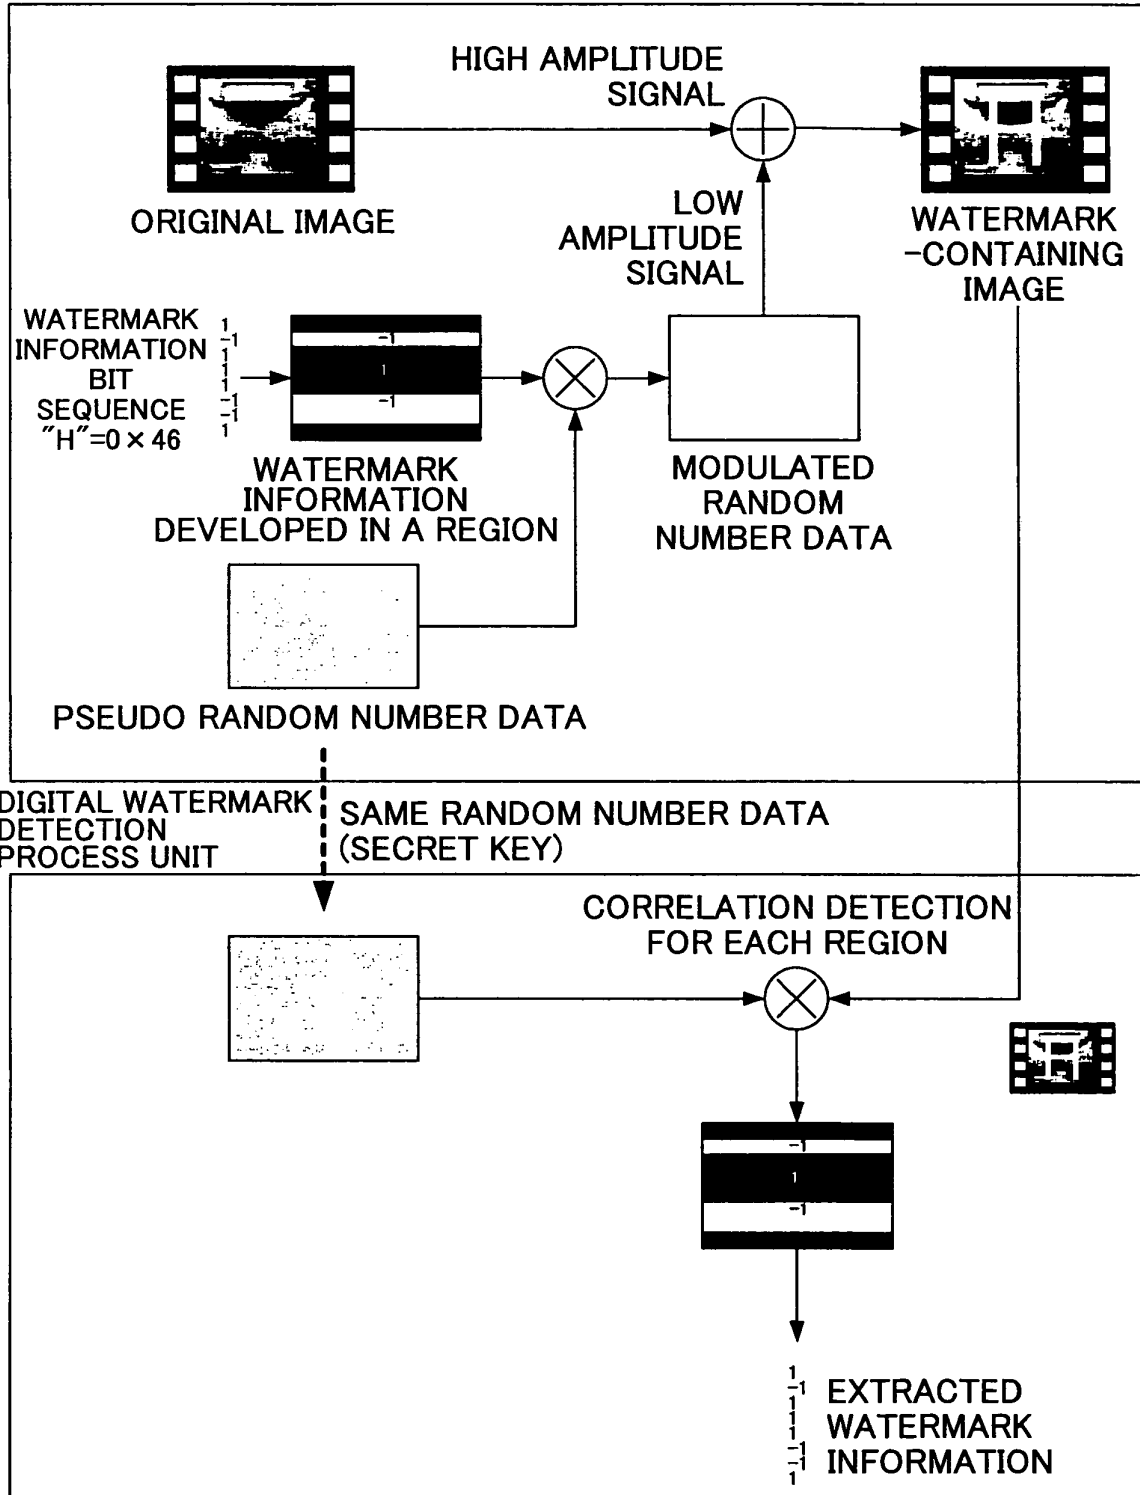 HIGH AMPLITUDE
SIGNAL
ORIGINAL IMAGE
LOW
AMPLITUDE
SIGNAL
WATERMARK
-CONTAINING
IMAGE
WATERMARK
INFORMATION
BIT
SEQUENCE
"H"=0×46
1
-1
1
1
1
-1
-1
1
-1
1
-1
WATERMARK
INFORMATION
DEVELOPED IN A REGION
MODULATED
RANDOM
NUMBER DATA
PSEUDO RANDOM NUMBER DATA
DIGITAL WATERMARK
DETECTION
PROCESS UNIT
SAME RANDOM NUMBER DATA
(SECRET KEY)
CORRELATION DETECTION
FOR EACH REGION
-1
1
-1
1
-1
1
1
1
-1
-1
1
EXTRACTED
WATERMARK
INFORMATION